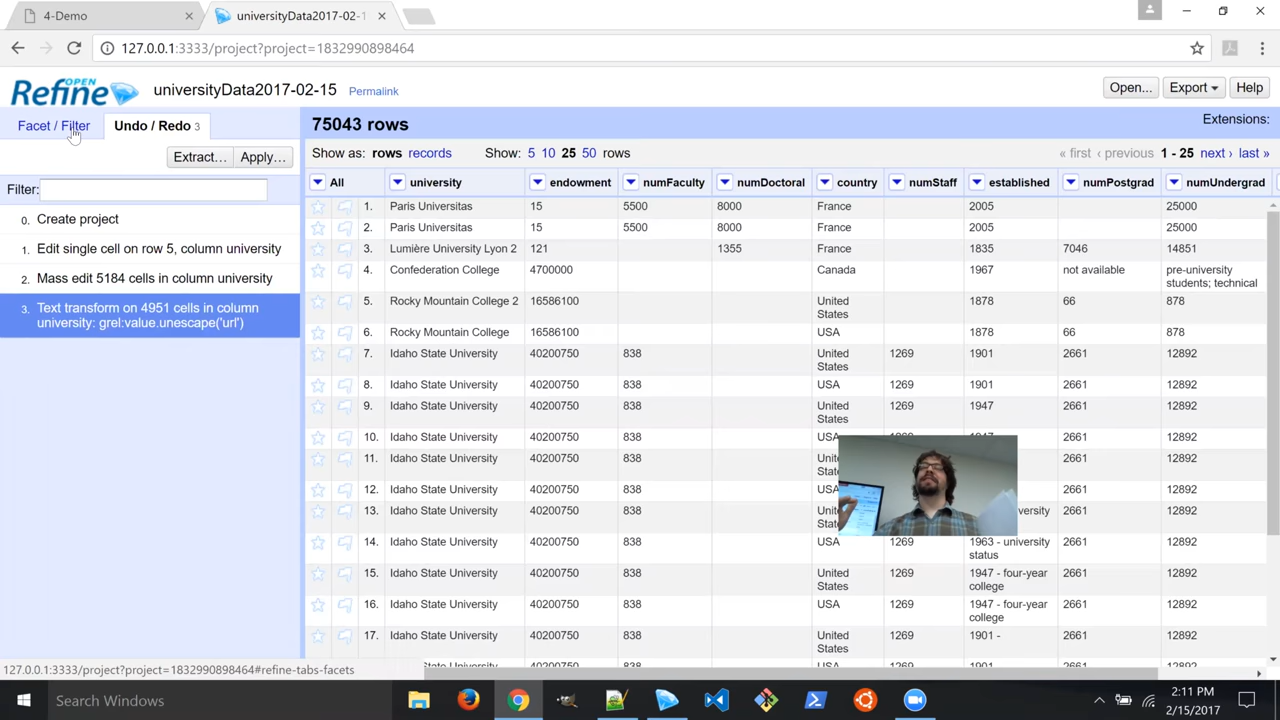 4-Demo
universityData2017-02-1
127.0.0.1:3333/project?project=1832990898464
OPEN
Refine
universityData2017-02-15
Permalink
Open...
Export
Help
Facet / Filter
Undo / Redo 3
75043 rows
Extensions:
Extract...
Apply...
Show as: rows records
Show: 5 10 25 50 rows
« first ‹ previous 1 - 25 next › last »
Filter:
0. Create project
1. Edit single cell on row 5, column university
2. Mass edit 5184 cells in column university
3. Text transform on 4951 cells in column
university: grel:value.unescape('url')
All university endowment numFaculty numDoctoral country numStaff established numPostgrad numUndergrad
1. Paris Universitas 15 5500 8000 France 2005 25000
2. Paris Universitas 15 5500 8000 France 2005 25000
3. Lumière University Lyon 2 121 1355 France 1835 7046 14851
4. Confederation College 4700000 Canada 1967 not available pre-university
students; technical
5. Rocky Mountain College 2 16586100 United 1878 66 878
States
6. Rocky Mountain College 16586100 USA 1878 66 878
7. Idaho State University 40200750 838 United 1269 1901 2661 12892
States
8. Idaho State University 40200750 838 USA 1269 1901 2661 12892
9. Idaho State University 40200750 838 United 1269 1947 2661 12892
States
10. Idaho State University 40200750 838 2661 12892
11. Idaho State University 40200750 838 2661 12892
12. Idaho State University 40200750 838 2661 12892
13. Idaho State University 40200750 838 2661 12892
14. Idaho State University 40200750 838 USA 1269 1963 - university 2661 12892
status
15. Idaho State University 40200750 838 United 1269 1947 - four-year 2661 12892
States college
16. Idaho State University 40200750 838 USA 1269 1947 - four-year 2661 12892
college
17. Idaho State University 40200750 838 United 1269 1901 - 2661 12892
States
127.0.0.1:3333/project?project=1832990898464#refine-tabs-facets
Search Windows
2:11 PM
2/15/2017